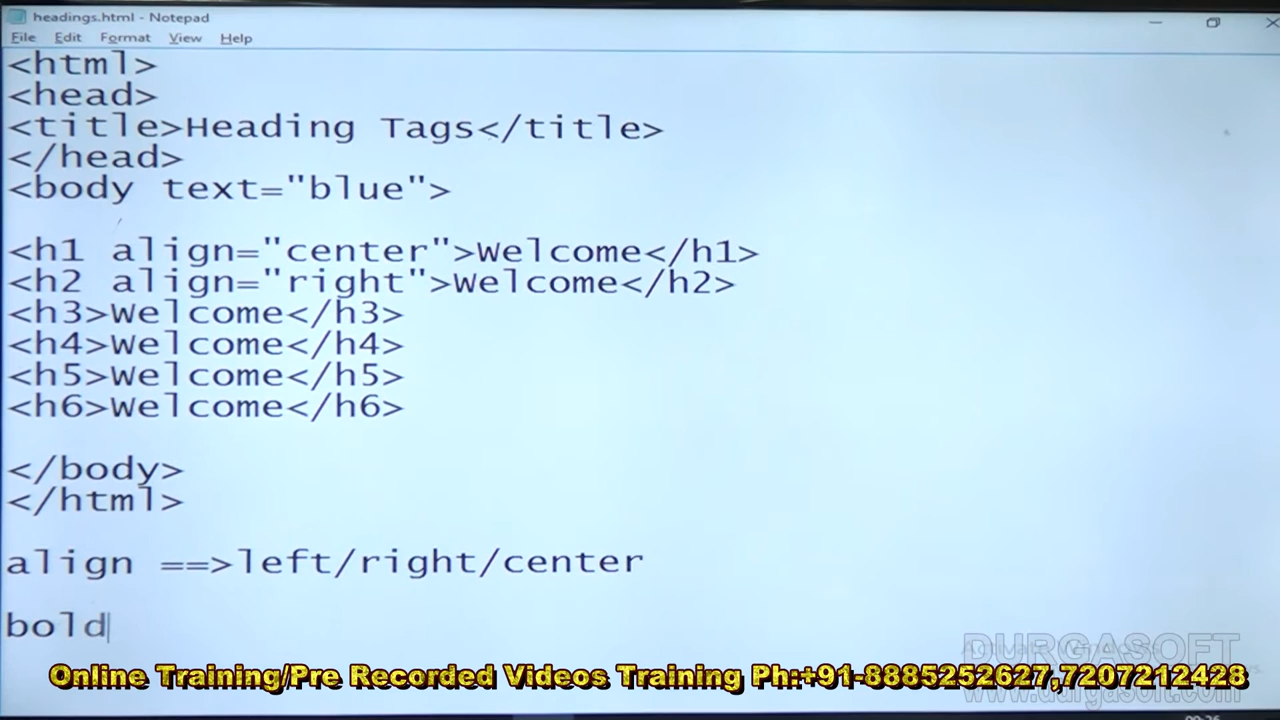 headings.html - Notepad
File Edit Format View Help
<html>
<head>
<title>Heading Tags</title>
</head>
<body text="blue">
<h1 align="center">Welcome</h1>
<h2 align="right">Welcome</h2>
<h3>Welcome</h3>
<h4>Welcome</h4>
<h5>Welcome</h5>
<h6>Welcome</h6>
</body>
</html>
align ==>left/right/center
bold
DURGASOFT
Online Training/Pre Recorded Videos Training Ph:+91-8885252627,7207212428
www.durgasoft.com